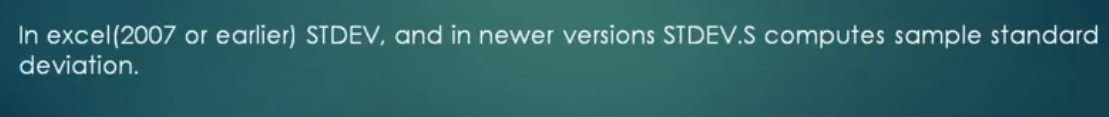 In excel(2007 or earlier) STDEV, and in newer versions STDEV.S computes sample standard
deviation.